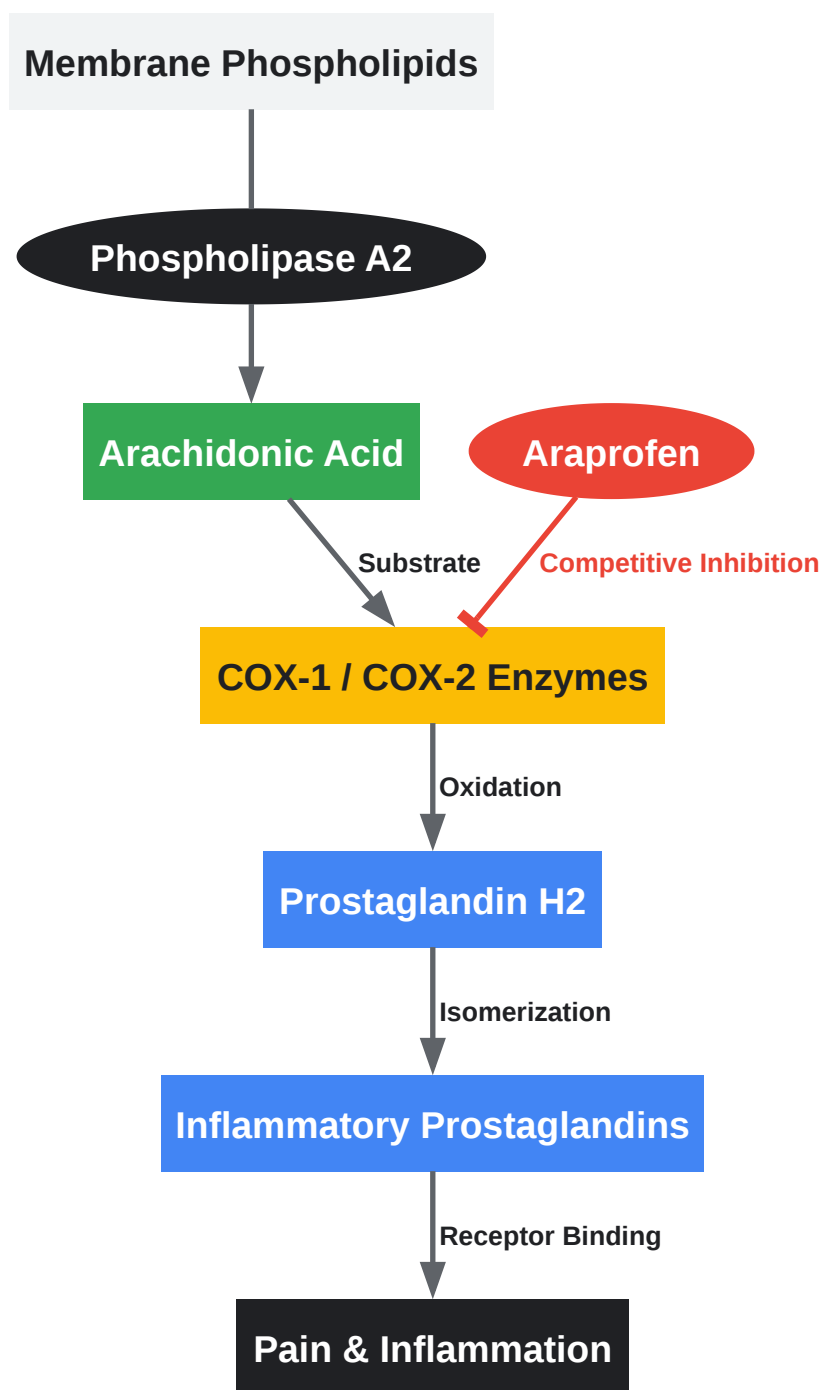 Membrane Phospholipids
Phospholipase A2
Arachidonic Acid
Araprofen
Substrate
Competitive Inhibition
COX-1 / COX-2 Enzymes
Oxidation
Prostaglandin H2
Isomerization
Inflammatory Prostaglandins
Receptor Binding
Pain & Inflammation